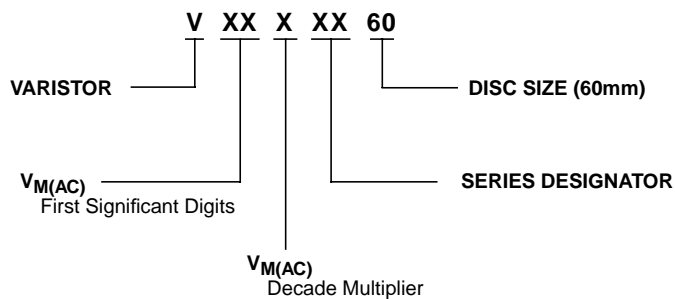 V XX X XX 60
VARISTOR
DISC SIZE (60mm)
VM(AC)
First Significant Digits
SERIES DESIGNATOR
VM(AC)
Decade Multiplier